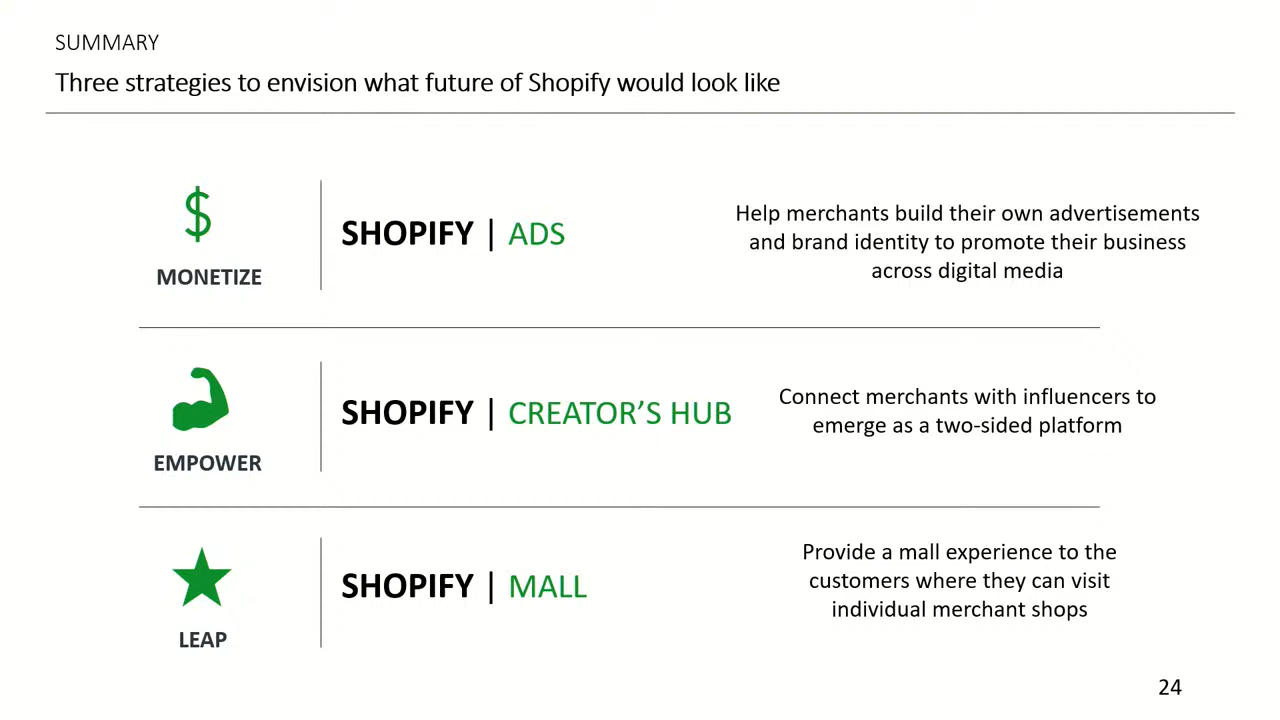 SUMMARY
Three strategies to envision what future of Shopify would look like
$
MONETIZE
SHOPIFY | ADS
Help merchants build their own advertisements
and brand identity to promote their business
across digital media
EMPOWER
SHOPIFY | CREATOR’S HUB
Connect merchants with influencers to
emerge as a two-sided platform
LEAP
SHOPIFY | MALL
Provide a mall experience to the
customers where they can visit
individual merchant shops
24